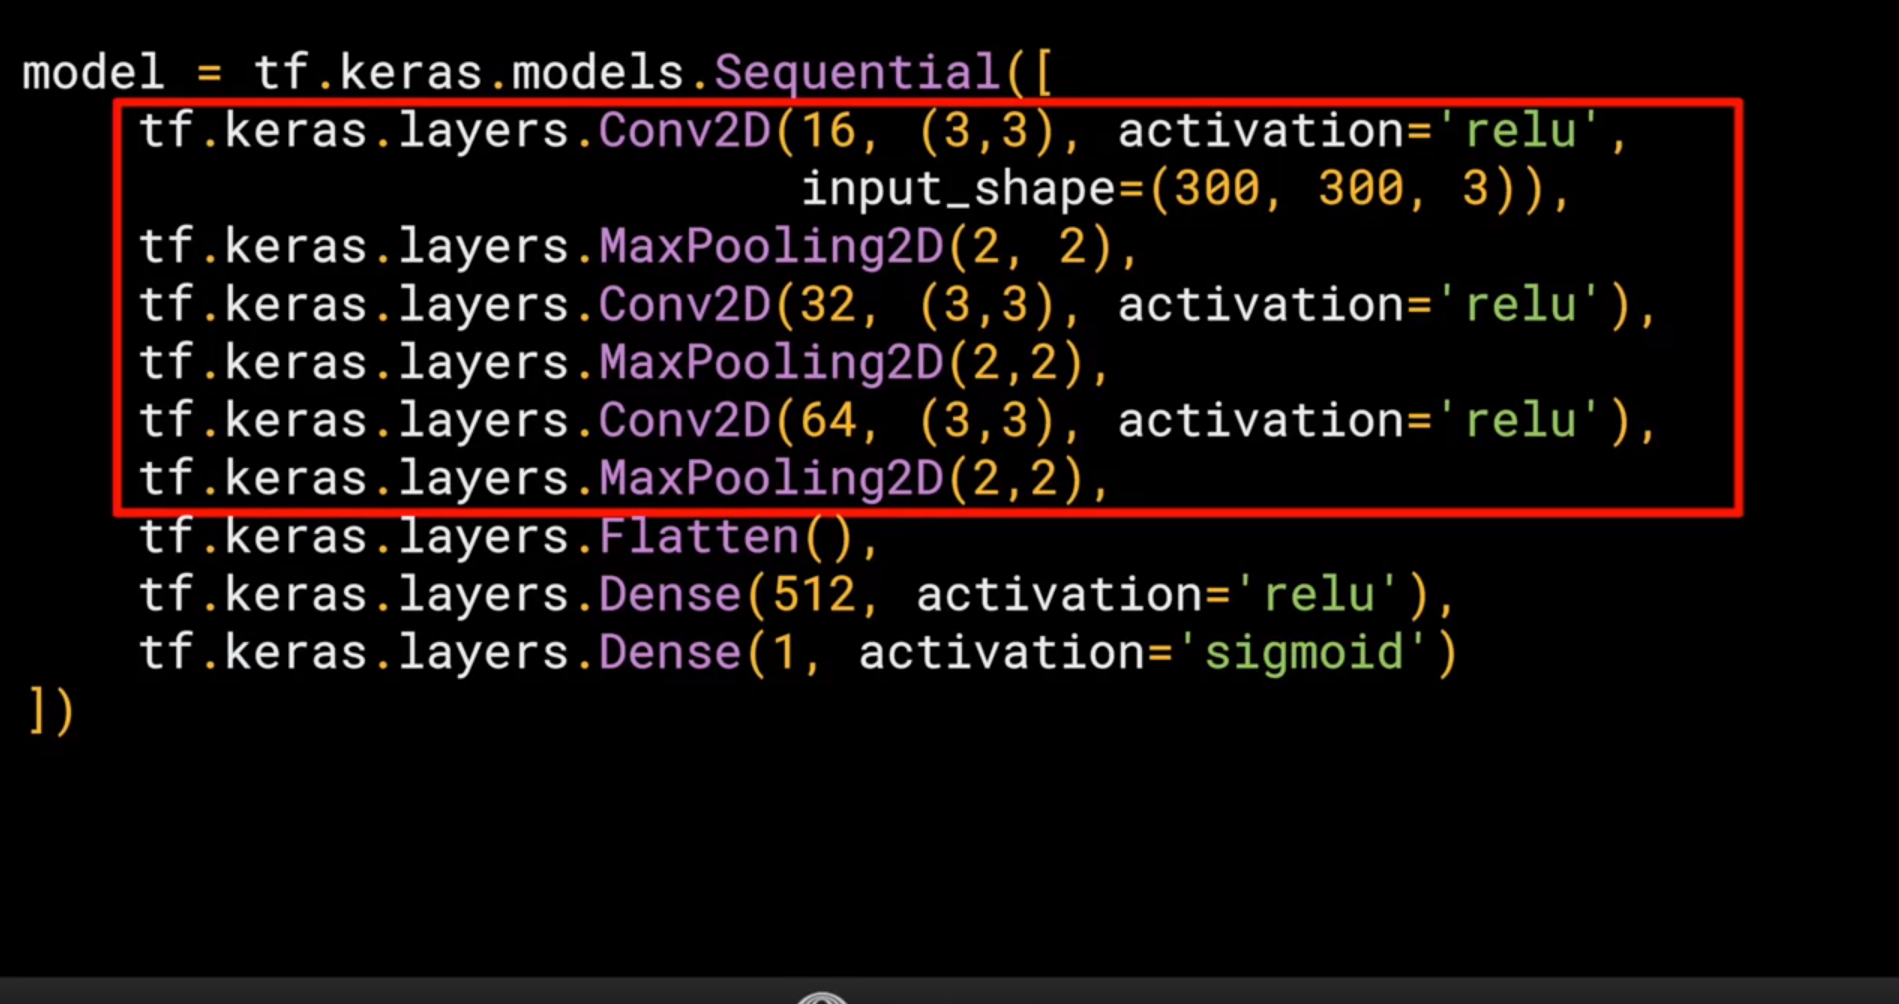 model = tf.keras.models.Sequential([
    tf.keras.layers.Conv2D(16, (3,3), activation='relu',
                           input_shape=(300, 300, 3)),
    tf.keras.layers.MaxPooling2D(2, 2),
    tf.keras.layers.Conv2D(32, (3,3), activation='relu'),
    tf.keras.layers.MaxPooling2D(2,2),
    tf.keras.layers.Conv2D(64, (3,3), activation='relu'),
    tf.keras.layers.MaxPooling2D(2,2),
    tf.keras.layers.Flatten(),
    tf.keras.layers.Dense(512, activation='relu'),
    tf.keras.layers.Dense(1, activation='sigmoid')
])